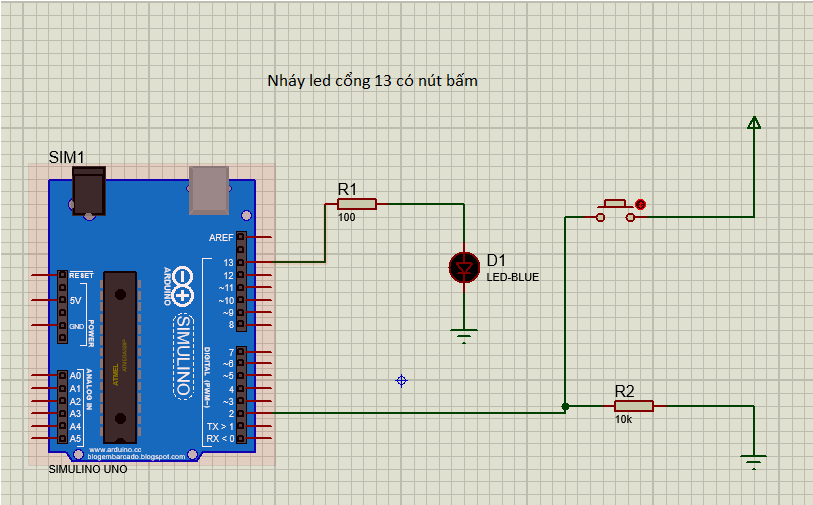 Nháy led cổng 13 có nút bấm
SIM1
R1
100
AREF
13
12
~11
~10
~9
8
RESET
5V
GND
POWER
ARDUINO
SIMULINO
ATMEL
DIGITAL (PWM~)
7
~6
~5
4
~3
2
TX > 1
RX < 0
ANALOG IN
A0
A1
A2
A3
A4
A5
www.arduino.cc
blogembarcado.blogspot.com
SIMULINO UNO
D1
LED-BLUE
R2
10k